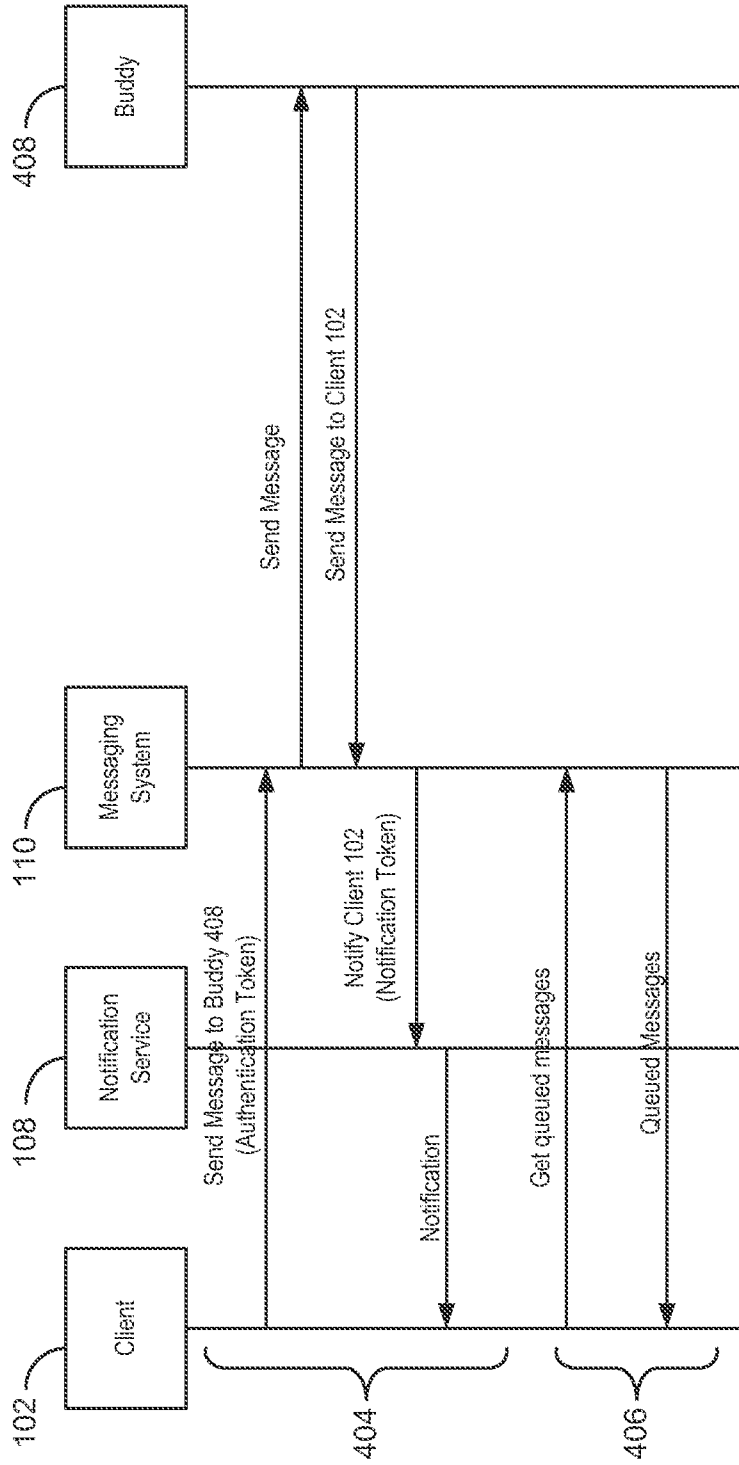 102
108
110
408
Client
Notification
Service
Messaging
System
Buddy
404
Send Message to Buddy 408
(Authentication Token)
Send Message
Send Message to Client 102
Notify Client 102
(Notification Token)
Notification
406
Get queued messages
Queued Messages